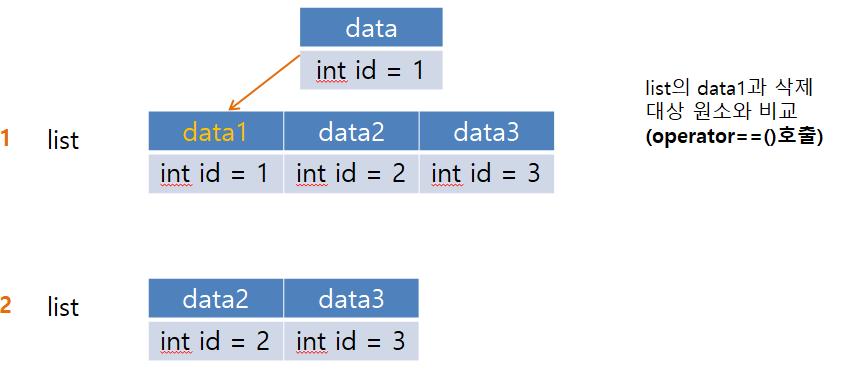 data
int id = 1
list의 data1과 삭제
대상 원소와 비교
(operator==()호출)
1 list data1 data2 data3
int id = 1 int id = 2 int id = 3
2 list data2 data3
int id = 2 int id = 3